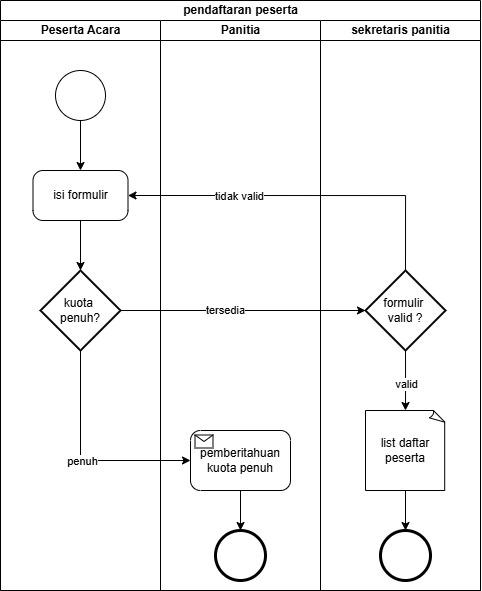 pendaftaran peserta
Peserta Acara
Panitia
sekretaris panitia
isi formulir
tidak valid
kuota
penuh?
tersedia
formulir
valid ?
valid
penuh
pemberitahuan
kuota penuh
list daftar
peserta